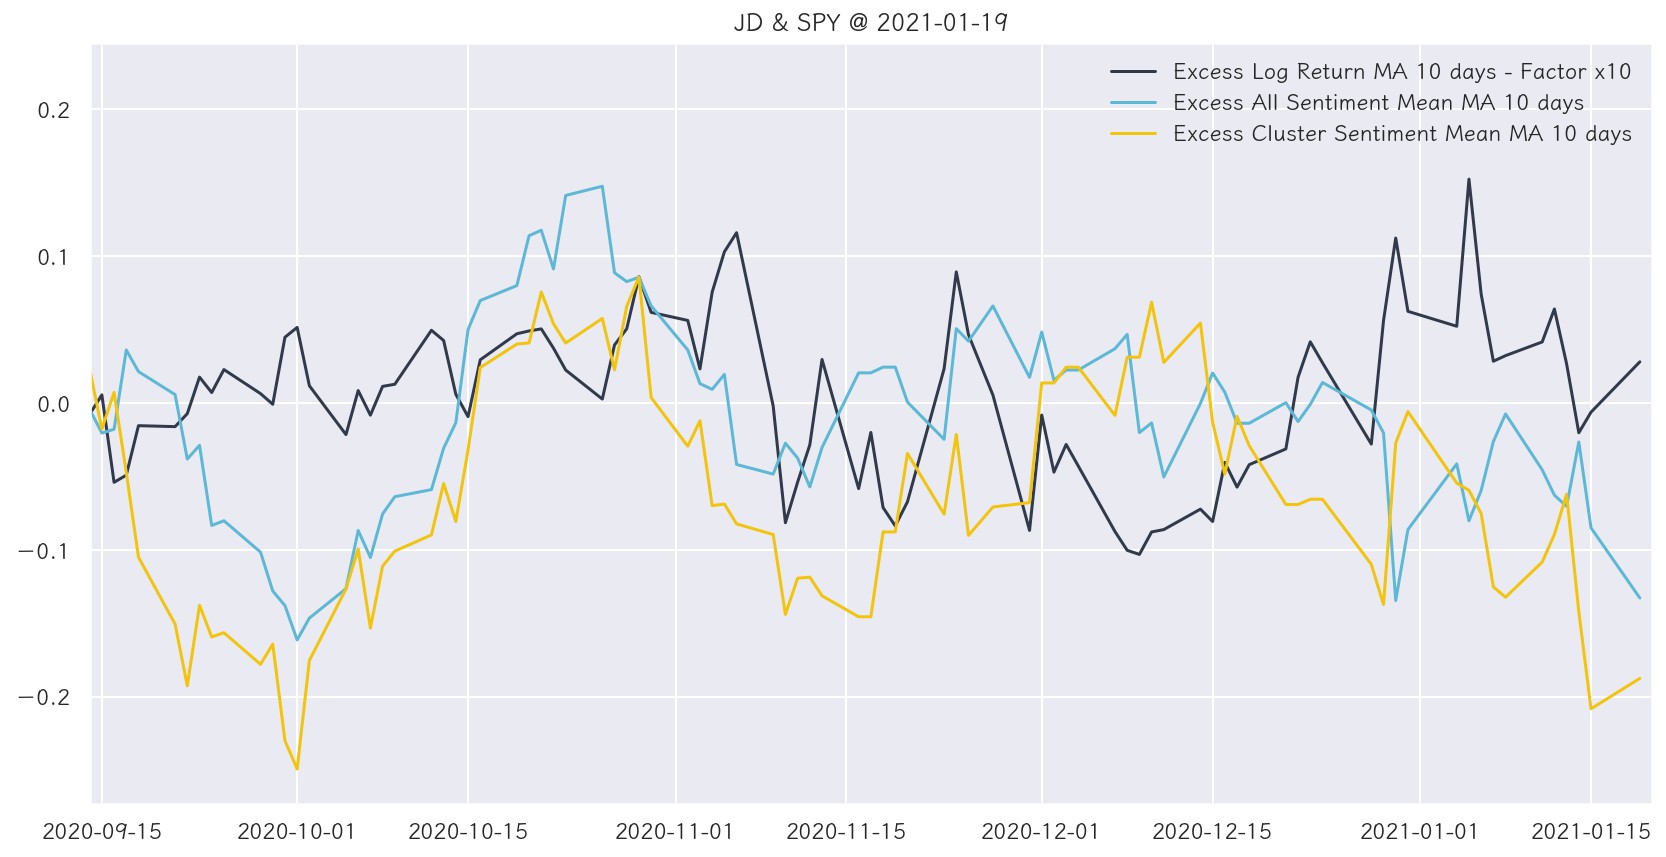 JD & SPY @ 2021-01-19
Excess Log Return MA 10 days - Factor x10
Excess All Sentiment Mean MA 10 days
Excess Cluster Sentiment Mean MA 10 days
0.2
0.1
0.0
−0.1
−0.2
2020-09-15 2020-10-01 2020-10-15 2020-11-01 2020-11-15 2020-12-01 2020-12-15 2021-01-01 2021-01-15